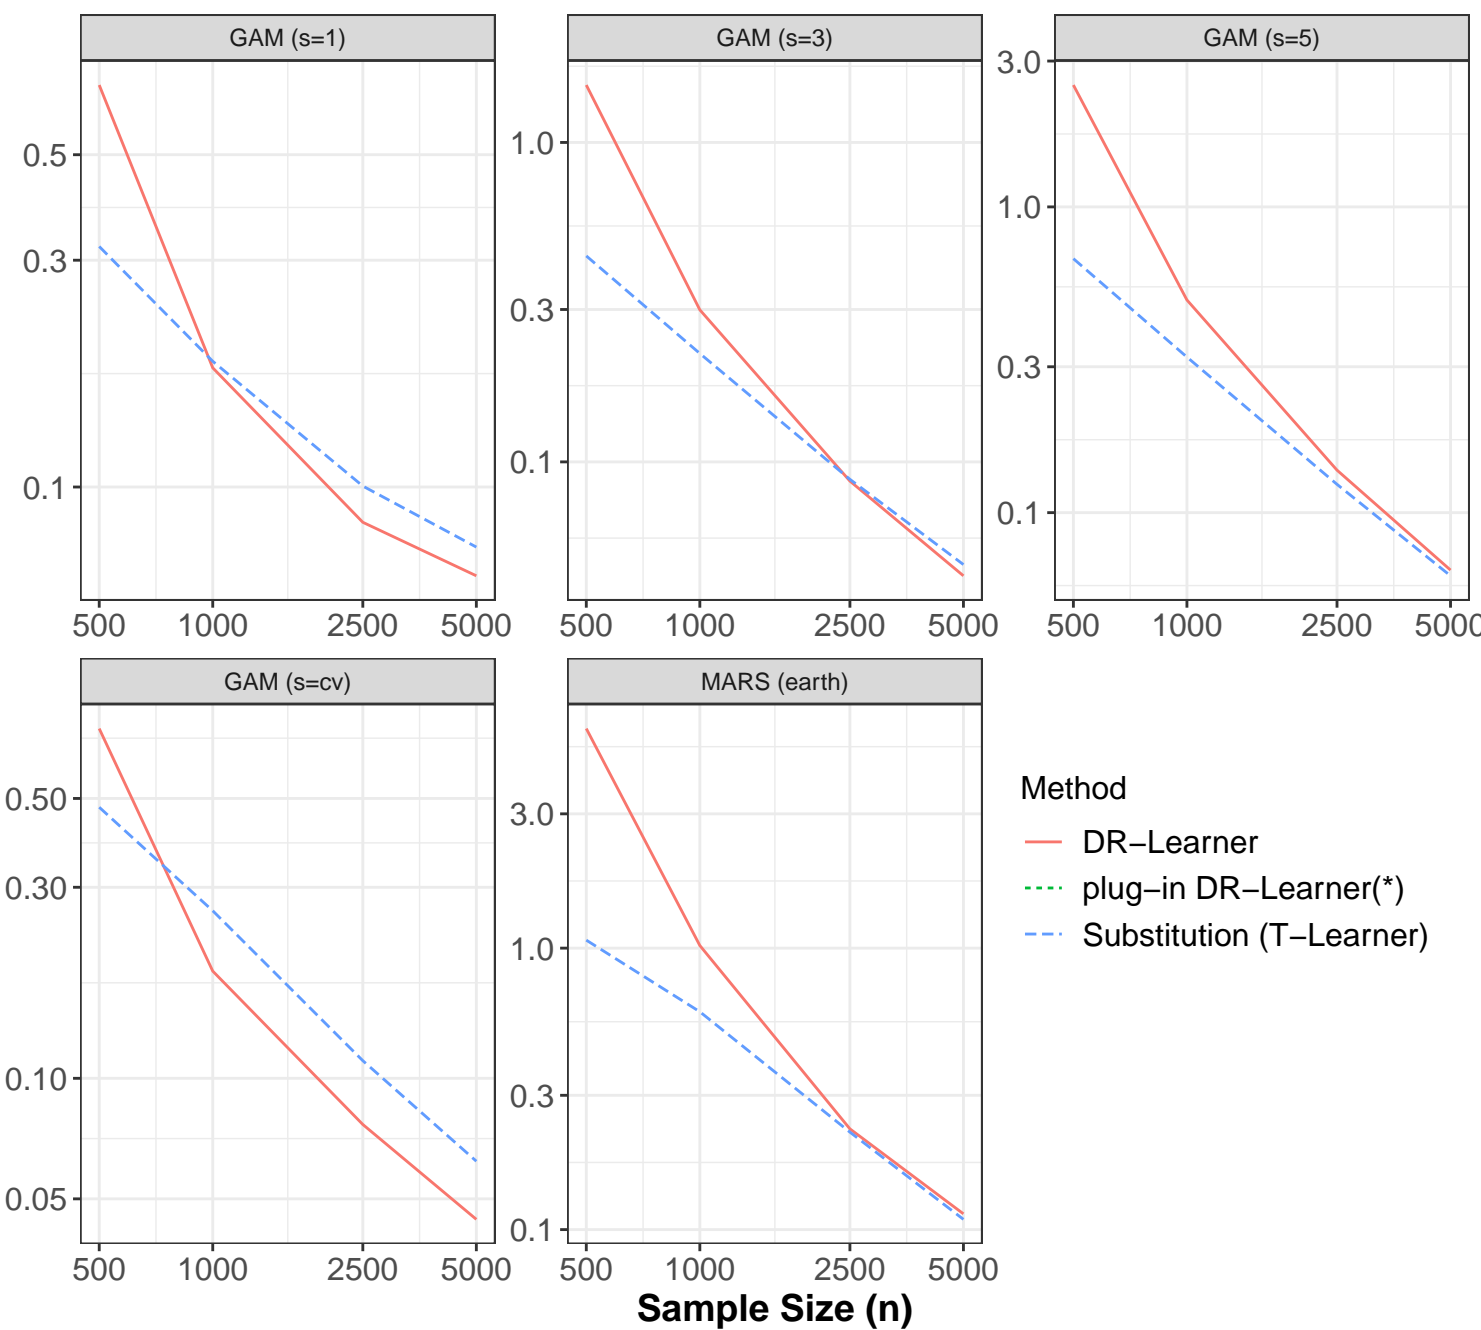 GAM (s=1)
GAM (s=3)
GAM (s=5)
0.5
0.3
0.1
1.0
0.3
0.1
3.0
1.0
0.3
0.1
500 1000 2500 5000
500 1000 2500 5000
500 1000 2500 5000
GAM (s=cv)
MARS (earth)
0.50
0.30
0.10
0.05
3.0
1.0
0.3
0.1
500 1000 2500 5000
500 1000 2500 5000
Sample Size (n)
Method
DR−Learner
plug−in DR−Learner(*)
Substitution (T−Learner)